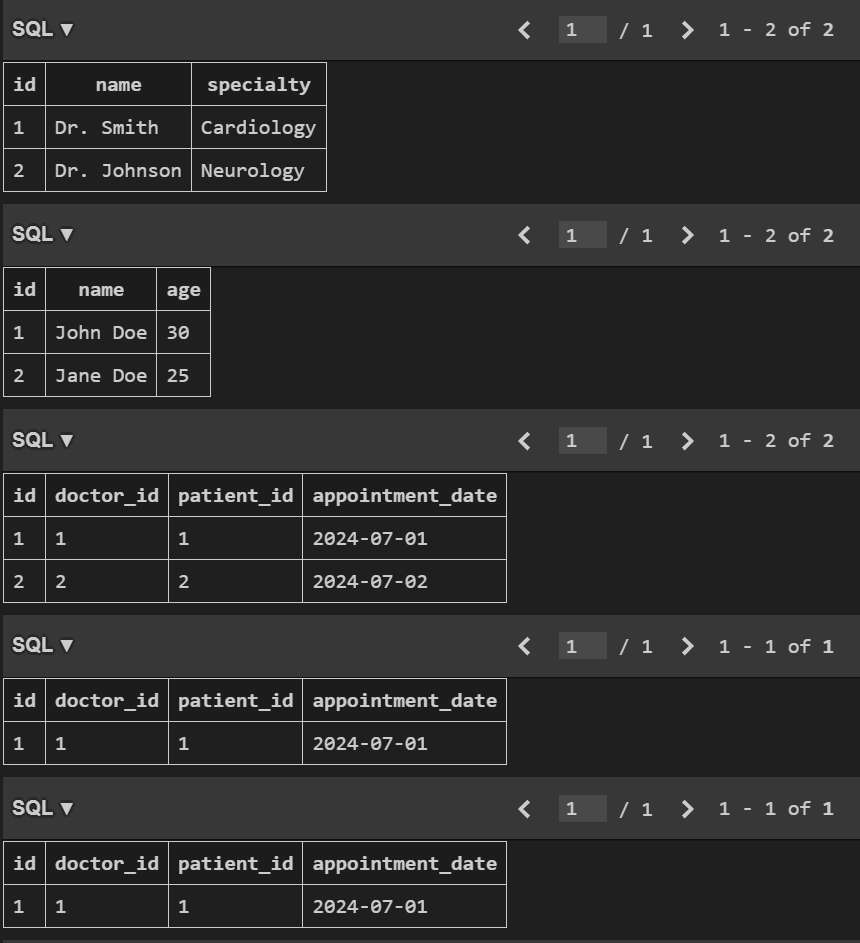 SQL ▼ 1 / 1 1 - 2 of 2
id name specialty
1 Dr. Smith Cardiology
2 Dr. Johnson Neurology
SQL ▼ 1 / 1 1 - 2 of 2
id name age
1 John Doe 30
2 Jane Doe 25
SQL ▼ 1 / 1 1 - 2 of 2
id doctor_id patient_id appointment_date
1 1 1 2024-07-01
2 2 2 2024-07-02
SQL ▼ 1 / 1 1 - 1 of 1
id doctor_id patient_id appointment_date
1 1 1 2024-07-01
SQL ▼ 1 / 1 1 - 1 of 1
id doctor_id patient_id appointment_date
1 1 1 2024-07-01